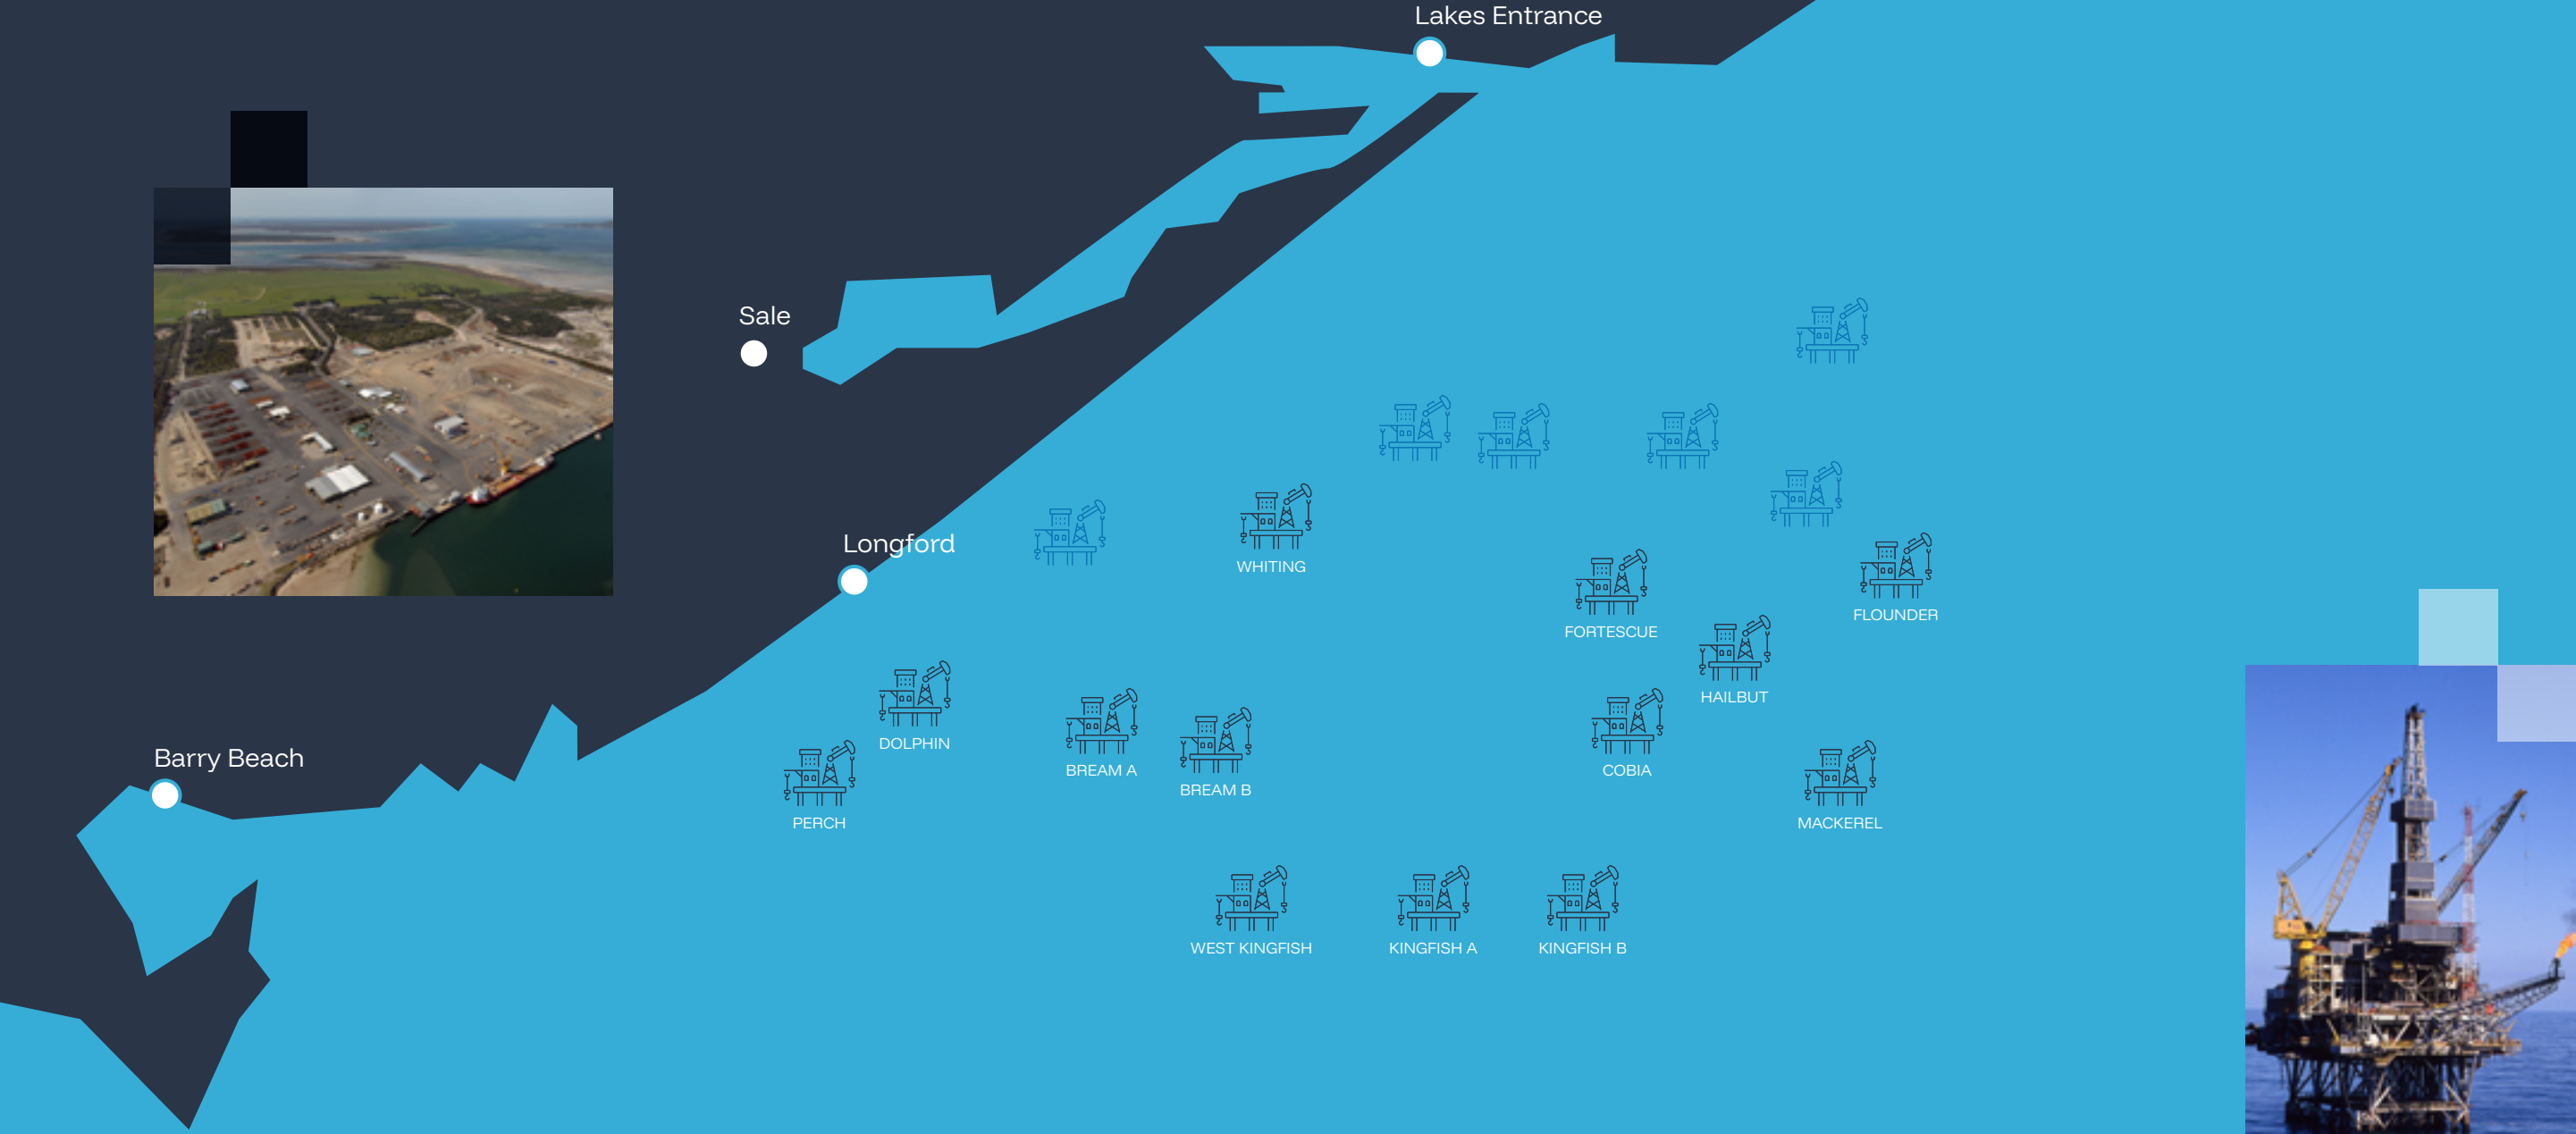 Lakes Entrance
Sale
Longford
Barry Beach
WHITING
FLOUNDER
FORTESCUE
HAILBUT
DOLPHIN
BREAM A
COBIA
BREAM B
PERCH
MACKEREL
WEST KINGFISH
KINGFISH A
KINGFISH B